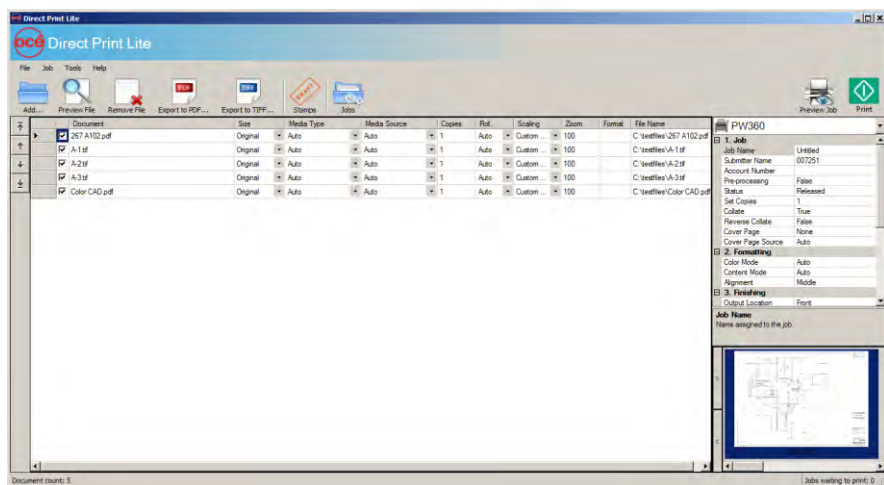 Direct Print Lite
océ Direct Print Lite
File Job Tools Help
PDF TIFF DRAFT
Add... Preview File Remove File Export to PDF... Export to TIFF... Stamps Jobs Preview Job Print
Document Size Media Type Media Source Copies Rot. Scaling Zoom Format File Name
267 A102.pdf Original Auto Auto 1 Auto Custom ... 100 C:\testfiles\267 A102.pdf
A-1.tif Original Auto Auto 1 Auto Custom ... 100 C:\testfiles\A-1.tif
A-2.tif Original Auto Auto 1 Auto Custom ... 100 C:\testfiles\A-2.tif
A-3.tif Original Auto Auto 1 Auto Custom ... 100 C:\testfiles\A-3.tif
Color CAD.pdf Original Auto Auto 1 Auto Custom ... 100 C:\testfiles\Color CAD.pdf
PW360
1. Job
Job Name Untitled
Submitter Name 007251
Account Number
Pre-processing False
Status Released
Set Copies 1
Collate True
Reverse Collate False
Cover Page None
Cover Page Source Auto
2. Formatting
Color Mode Auto
Content Mode Auto
Alignment Middle
3. Finishing
Output Location Front
Job Name
Name assigned to the job.
Document count: 5
Jobs waiting to print: 0